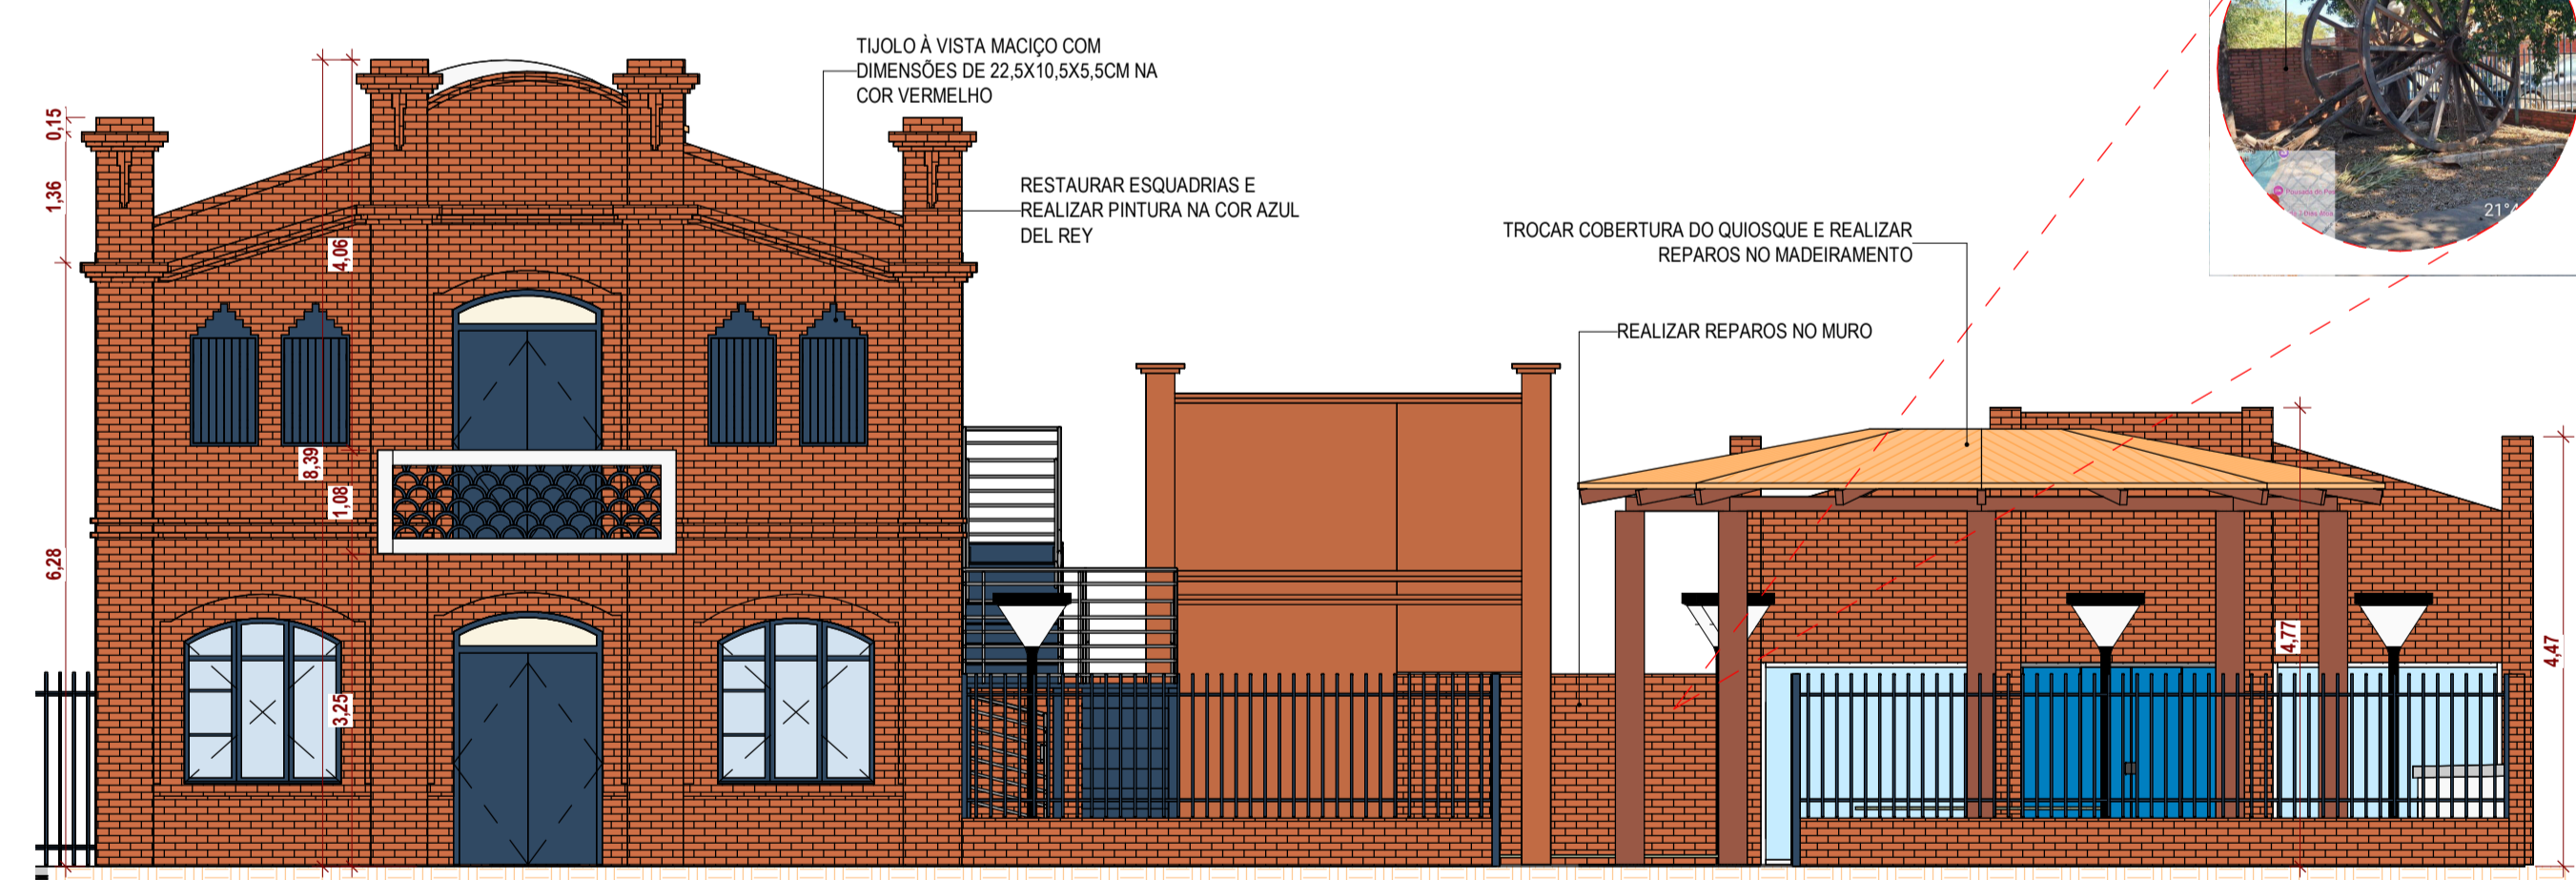 TIJOLO À VISTA MACIÇO COM
DIMENSÕES DE 22,5X10,5X5,5CM NA
COR VERMELHO
RESTAURAR ESQUADRIAS E
REALIZAR PINTURA NA COR AZUL
DEL REY
TROCAR COBERTURA DO QUIOSQUE E REALIZAR
REPAROS NO MADEIRAMENTO
REALIZAR REPAROS NO MURO
0,15
1,36
6,28
4,06
8,39
1,08
3,25
4,77
4,47